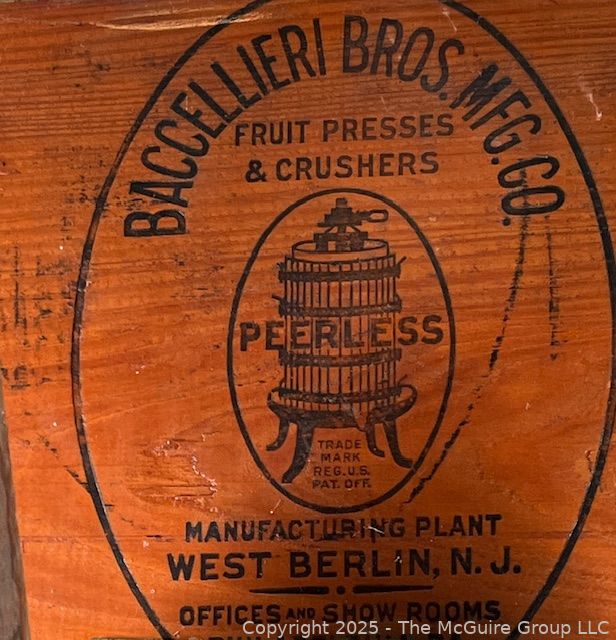 BACCELLIERI BROS. MFG. CO.
FRUIT PRESSES
& CRUSHERS
PEERLESS
TRADE
MARK
REG. U.S.
PAT. OFF.
MANUFACTURING PLANT
WEST BERLIN, N. J.
OFFICES AND SHOW ROOMS
Copyright 2025 - The McGuire Group LLC